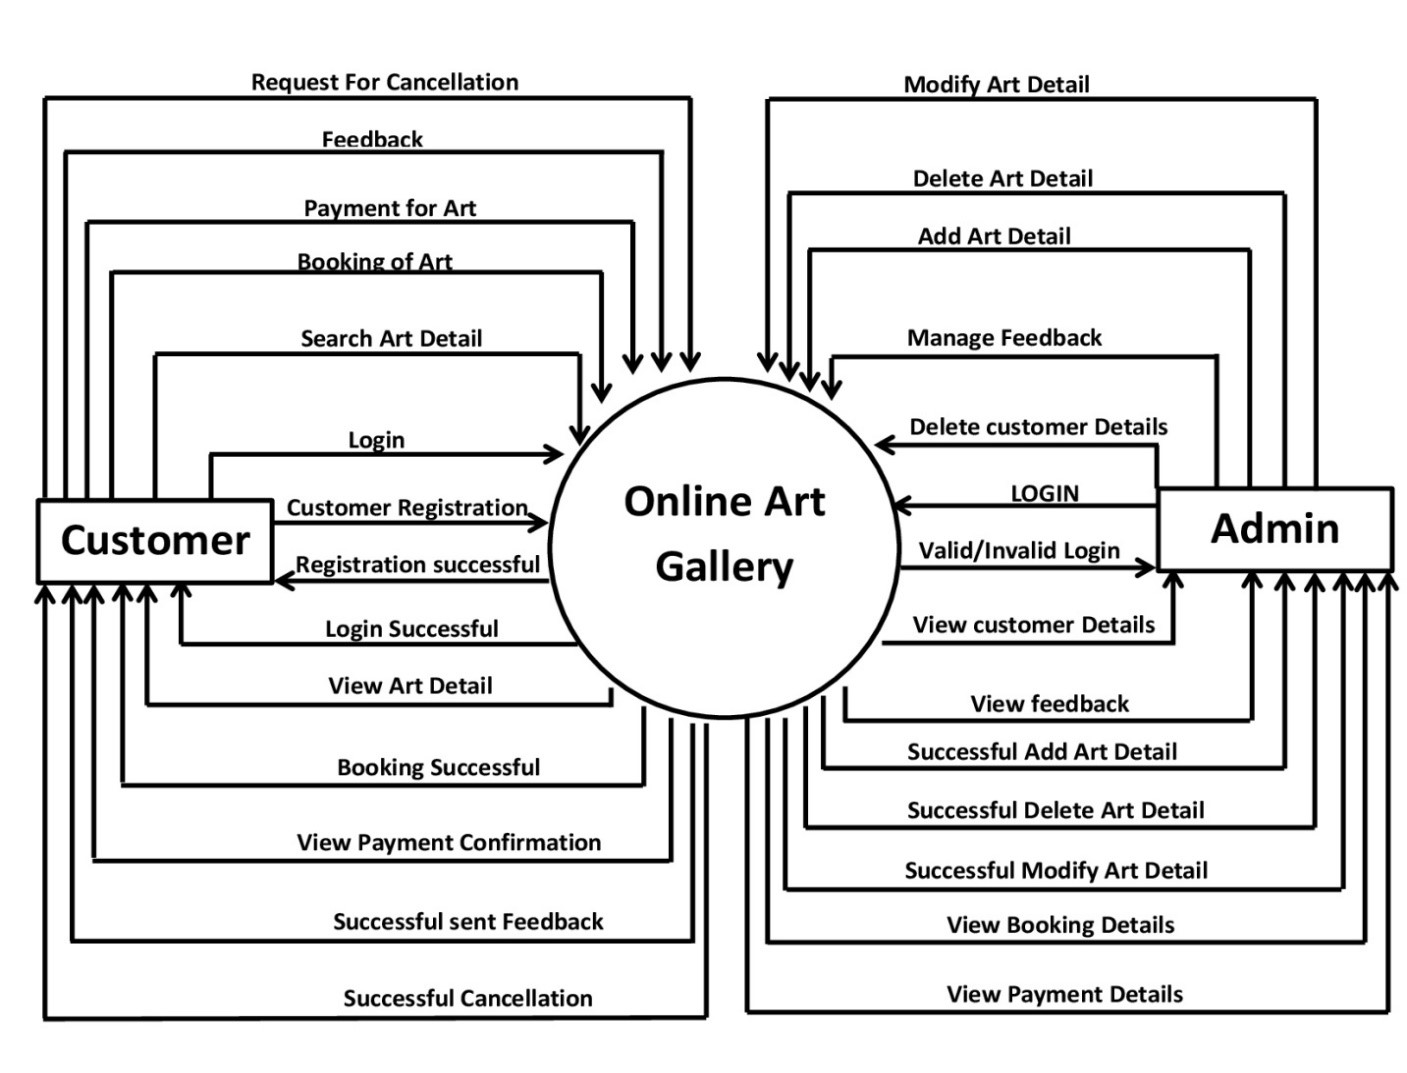 Request For Cancellation
Feedback
Payment for Art
Booking of Art
Search Art Detail
Login
Customer Registration
Customer
Registration successful
Login Successful
View Art Detail
Booking Successful
View Payment Confirmation
Successful sent Feedback
Successful Cancellation
Online Art
Gallery
Modify Art Detail
Delete Art Detail
Add Art Detail
Manage Feedback
Delete customer Details
LOGIN
Admin
Valid/Invalid Login
View customer Details
View feedback
Successful Add Art Detail
Successful Delete Art Detail
Successful Modify Art Detail
View Booking Details
View Payment Details